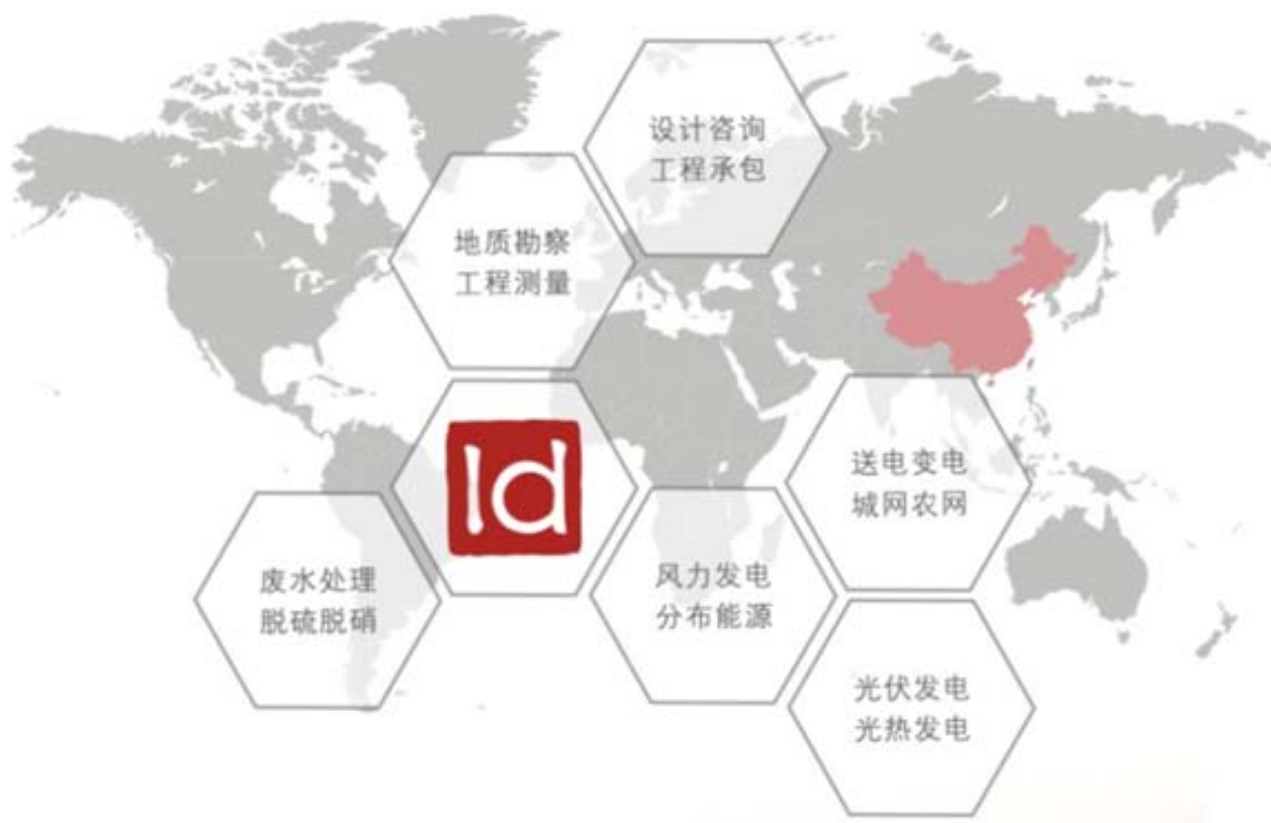 设计咨询
工程承包
地质勘察
工程测量
ld
送电变电
城网农网
废水处理
脱硫脱硝
风力发电
分布能源
光伏发电
光热发电